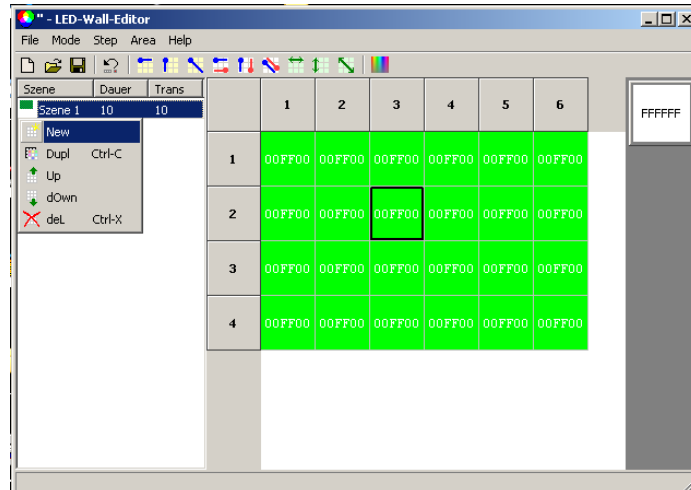 " - LED-Wall-Editor
File Mode Step Area Help
Szene Dauer Trans
Szene 1 10 10
New
Dupl Ctrl-C
Up
dOwn
deL Ctrl-X
1 2 3 4 5 6
1 00FF00 00FF00 00FF00 00FF00 00FF00 00FF00
2 00FF00 00FF00 00FF00 00FF00 00FF00 00FF00
3 00FF00 00FF00 00FF00 00FF00 00FF00 00FF00
4 00FF00 00FF00 00FF00 00FF00 00FF00 00FF00
FFFFFF